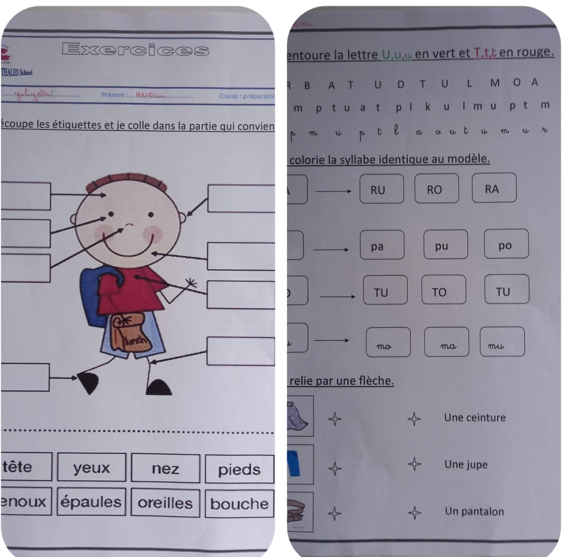 Exercices
THALES School
Prénom :
Classe : préparatoi
écoupe les étiquettes et je colle dans la partie qui convien
lunch
tête yeux nez pieds
enoux épaules oreilles bouche
entoure la lettre U,u,u en vert et T,t,t en rouge.
R B A T U D T U L M O A
m p t u a t p l k u l m u p t m
colorie la syllabe identique au modèle.
RU RO RA
pa pu po
TU TO TU
mo ma mu
relie par une flèche.
Une ceinture
Une jupe
Un pantalon